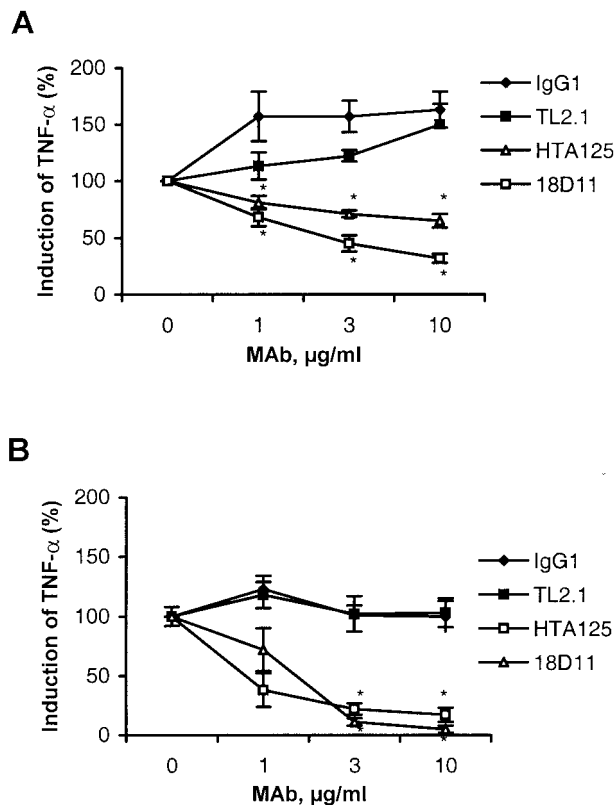 A
Induction of TNF-α (%)
200
150
100
50
0
0 1 3 10
MAb, µg/ml
IgG1
TL2.1
HTA125
18D11
* * *
* * *
B
Induction of TNF-α (%)
200
150
100
50
0
0 1 3 10
MAb, µg/ml
IgG1
TL2.1
HTA125
18D11
* *
* *